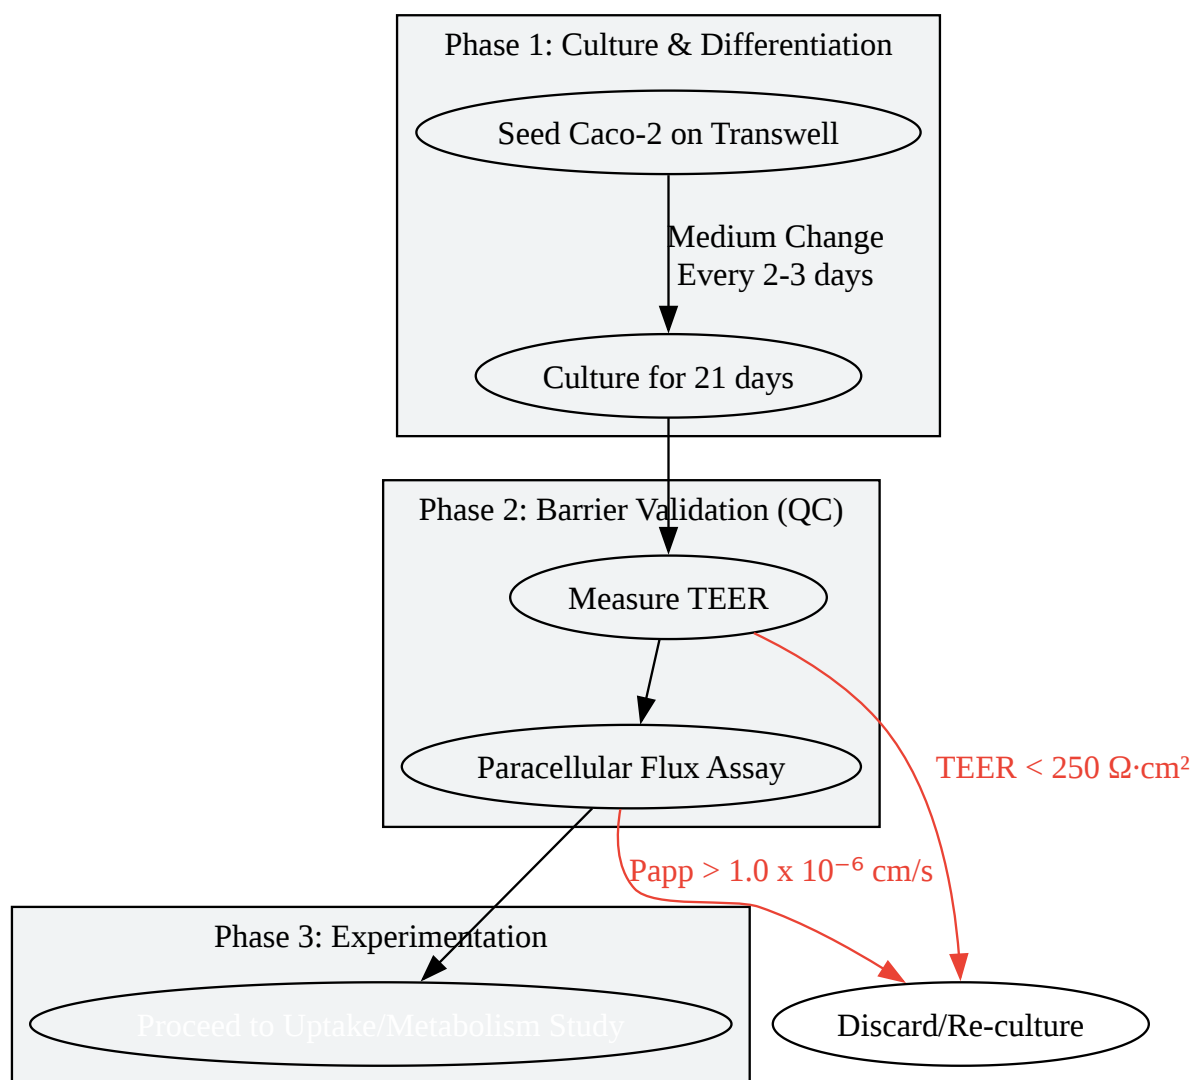 Phase 1: Culture & Differentiation
Seed Caco-2 on Transwell
Medium Change
Every 2-3 days
Culture for 21 days
Phase 2: Barrier Validation (QC)
Measure TEER
Paracellular Flux Assay
TEER < 250 Ω·cm²
Papp > 1.0 x 10⁻⁶ cm/s
Phase 3: Experimentation
Proceed to Uptake/Metabolism Study
Discard/Re-culture